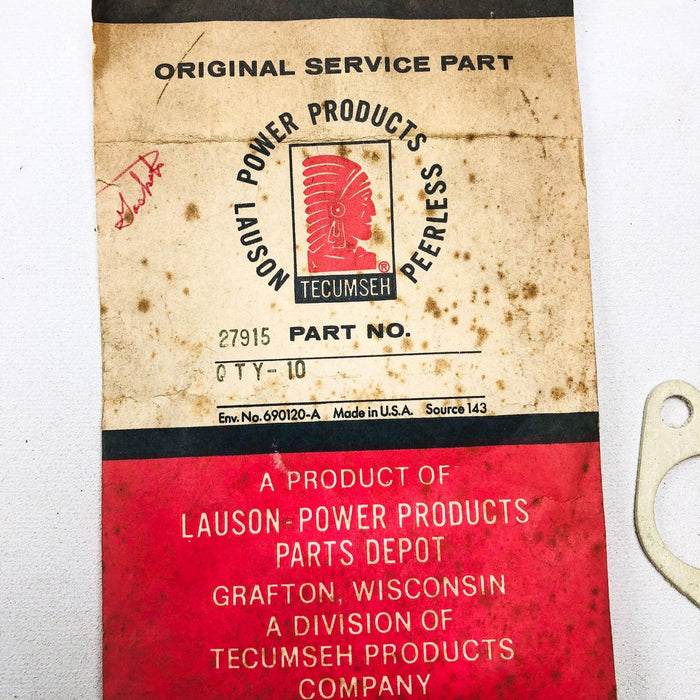 ORIGINAL SERVICE PART
LAUSON POWER PRODUCTS PEERLESS
®
TECUMSEH
Gaskets
27915 PART NO.
QTY-10
Env. No. 690120-A Made in U.S.A. Source 143
A PRODUCT OF
LAUSON-POWER PRODUCTS
PARTS DEPOT
GRAFTON, WISCONSIN
A DIVISION OF
TECUMSEH PRODUCTS
COMPANY